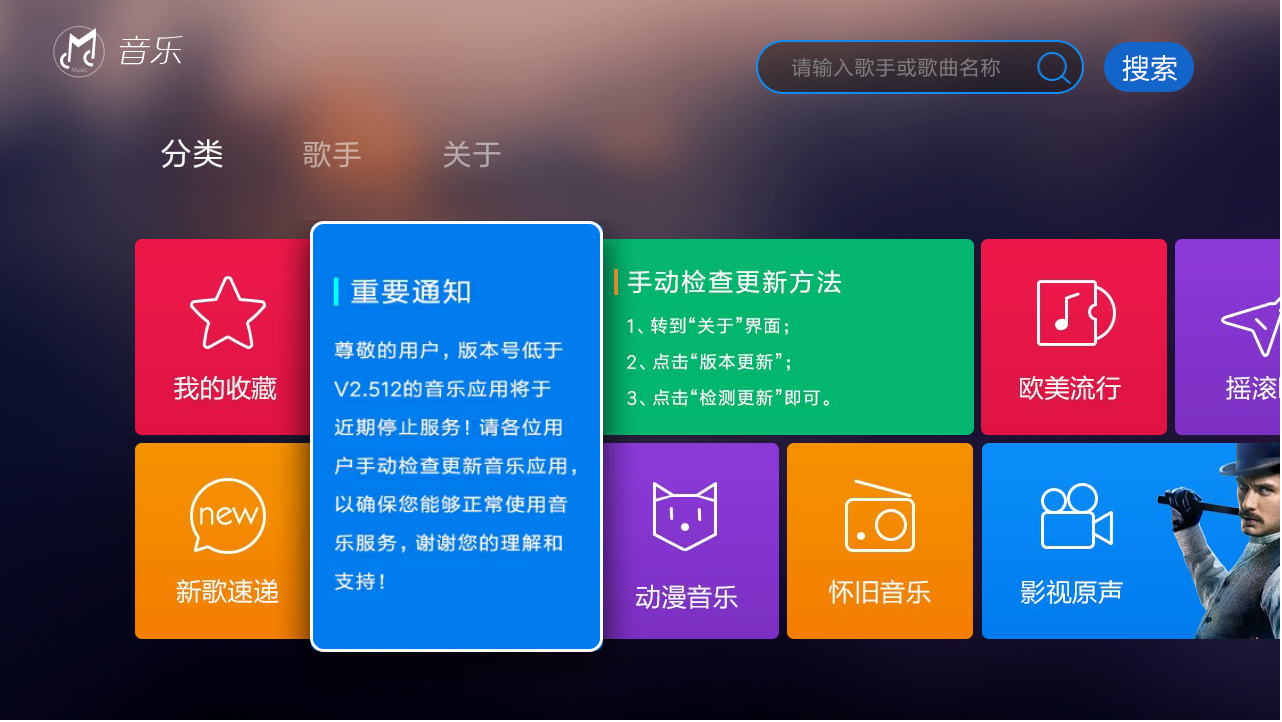 Music
音乐
请输入歌手或歌曲名称
搜索
分类
歌手
关于
我的收藏
重要通知
尊敬的用户，版本号低于
V2.512的音乐应用将于
近期停止服务！请各位用
户手动检查更新音乐应用，
以确保您能够正常使用音
乐服务，谢谢您的理解和
支持！
手动检查更新方法
1、转到“关于”界面；
2、点击“版本更新”；
3、点击“检测更新”即可。
欧美流行
摇滚
new
新歌速递
动漫音乐
怀旧音乐
影视原声